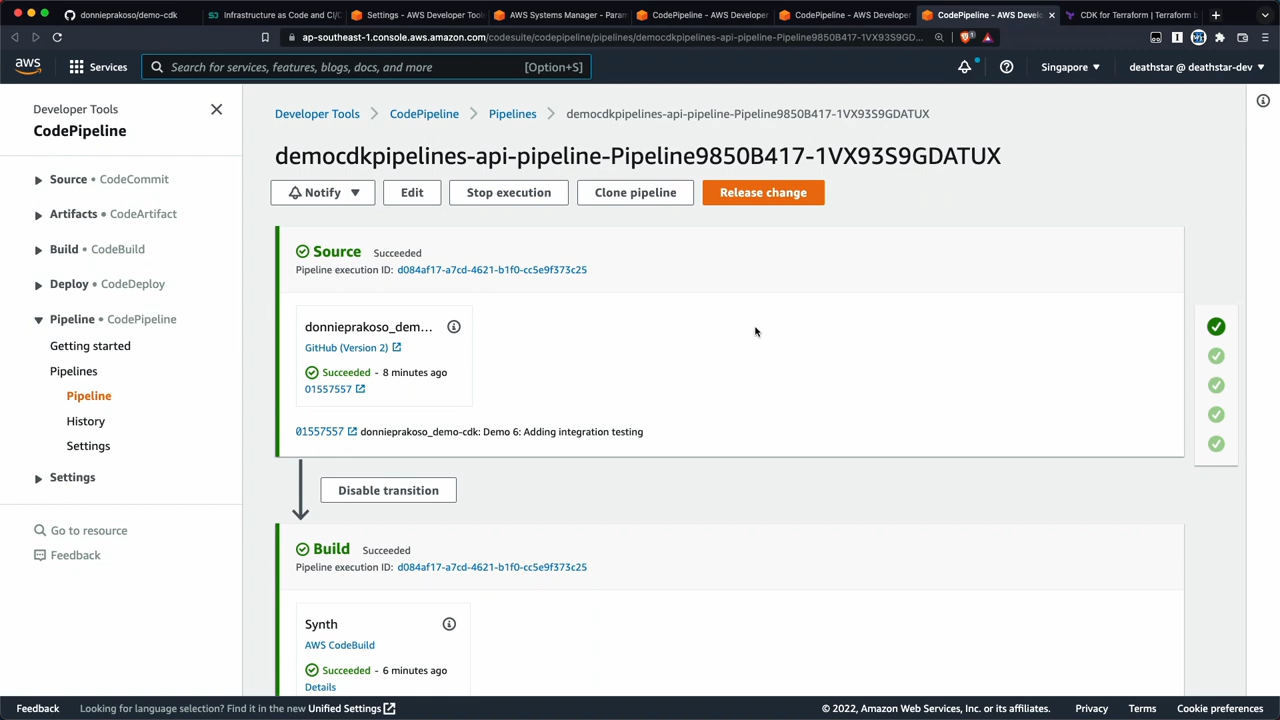 donnieprakoso/demo-cdk
Infrastructure as Code and CI/C
Settings - AWS Developer Tool
AWS Systems Manager - Param
CodePipeline - AWS Developer
CodePipeline - AWS Develope
CodePipeline - AWS Develo
CDK for Terraform | Terraform b
ap-southeast-1.console.aws.amazon.com/codesuite/codepipeline/pipelines/democdkpipelines-api-pipeline-Pipeline9850B417-1VX93S9GD...
aws
Services
Search for services, features, blogs, docs, and more
[Option+S]
Singapore
deathstar @ deathstar-dev
Developer Tools
CodePipeline
Source • CodeCommit
Artifacts • CodeArtifact
Build • CodeBuild
Deploy • CodeDeploy
Pipeline • CodePipeline
Getting started
Pipelines
Pipeline
History
Settings
Settings
Go to resource
Feedback
Developer Tools
CodePipeline
Pipelines
democdkpipelines-api-pipeline-Pipeline9850B417-1VX93S9GDATUX
democdkpipelines-api-pipeline-Pipeline9850B417-1VX93S9GDATUX
Notify
Edit
Stop execution
Clone pipeline
Release change
Source Succeeded
Pipeline execution ID: d084af17-a7cd-4621-b1f0-cc5e9f373c25
donnieprakoso_dem...
GitHub (Version 2)
Succeeded - 8 minutes ago
01557557
01557557 donnieprakoso_demo-cdk: Demo 6: Adding integration testing
Disable transition
Build Succeeded
Pipeline execution ID: d084af17-a7cd-4621-b1f0-cc5e9f373c25
Synth
AWS CodeBuild
Succeeded - 6 minutes ago
Details
Feedback
Looking for language selection? Find it in the new Unified Settings
© 2022, Amazon Web Services, Inc. or its affiliates.
Privacy
Terms
Cookie preferences